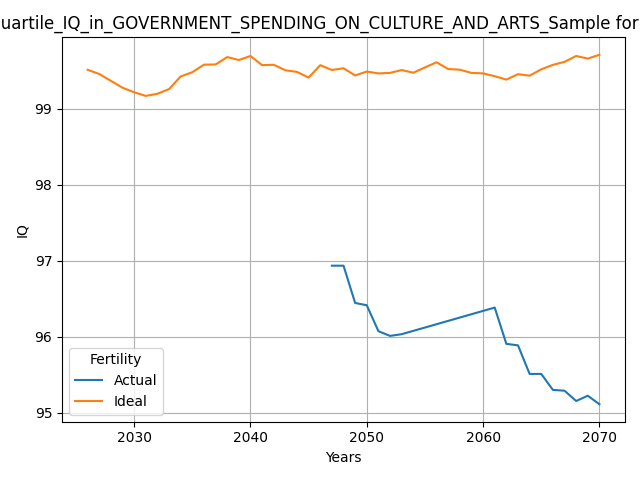 uartile_IQ_in_GOVERNMENT_SPENDING_ON_CULTURE_AND_ARTS_Sample for
IQ
99
98
97
96
95
Fertility
Actual
Ideal
2030 2040 2050 2060 2070
Years